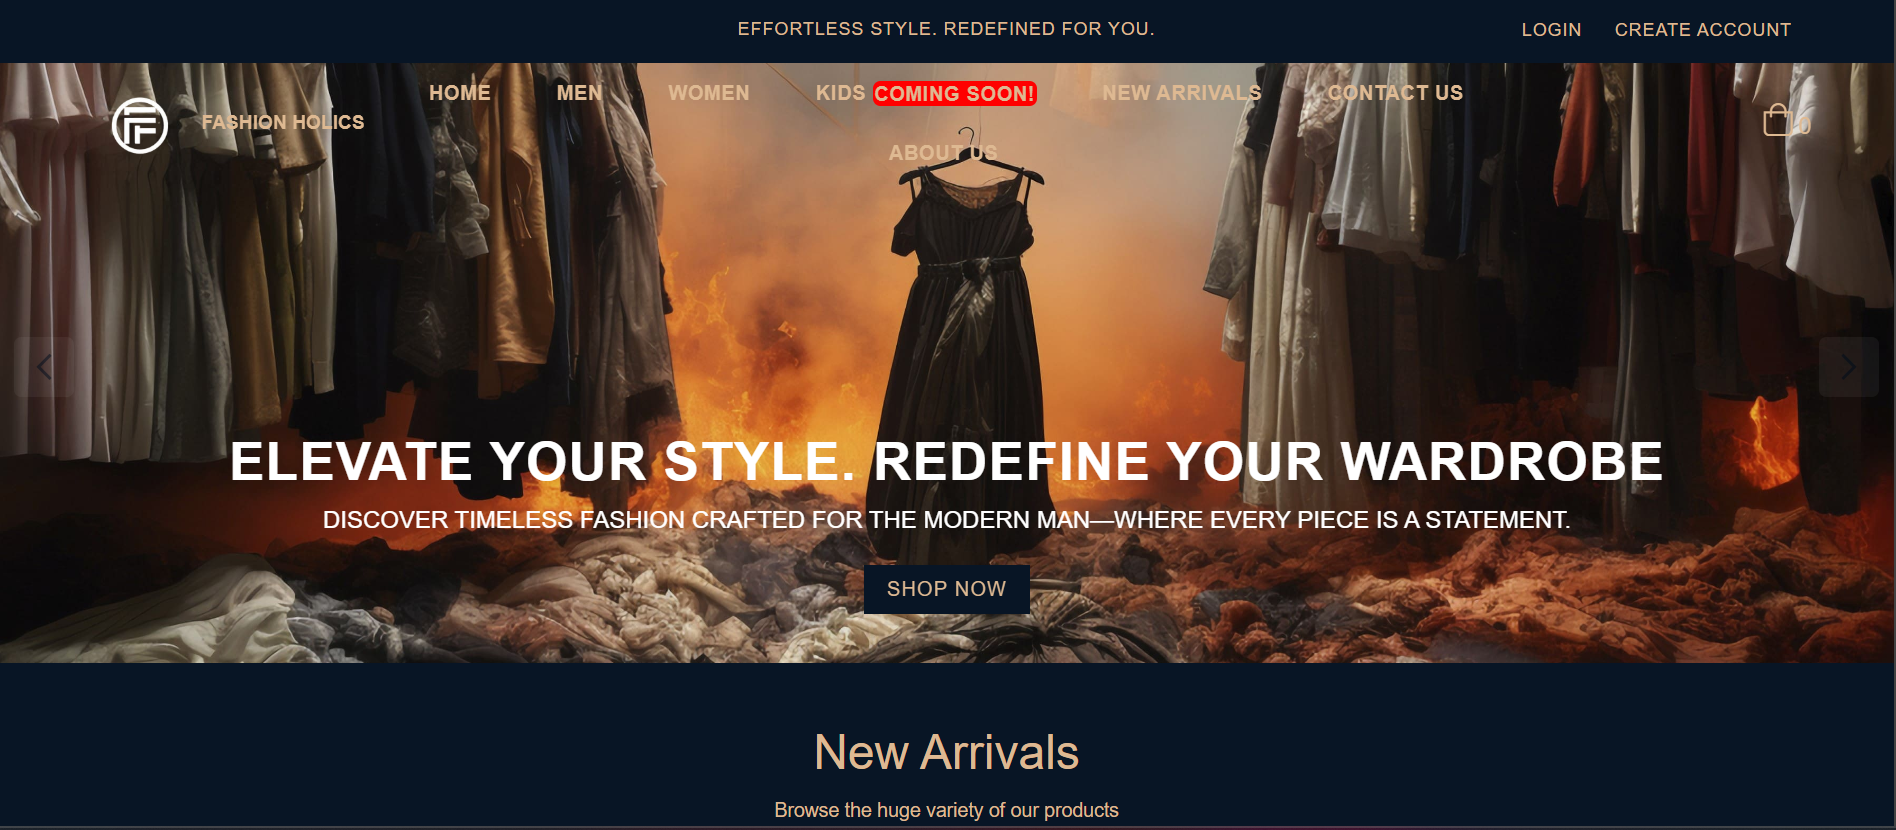 EFFORTLESS STYLE. REDEFINED FOR YOU.
LOGIN CREATE ACCOUNT
FASHION HOLICS
HOME MEN WOMEN KIDS COMING SOON! NEW ARRIVALS CONTACT US
ABOUT US
0
ELEVATE YOUR STYLE. REDEFINE YOUR WARDROBE
DISCOVER TIMELESS FASHION CRAFTED FOR THE MODERN MAN—WHERE EVERY PIECE IS A STATEMENT.
SHOP NOW
New Arrivals
Browse the huge variety of our products